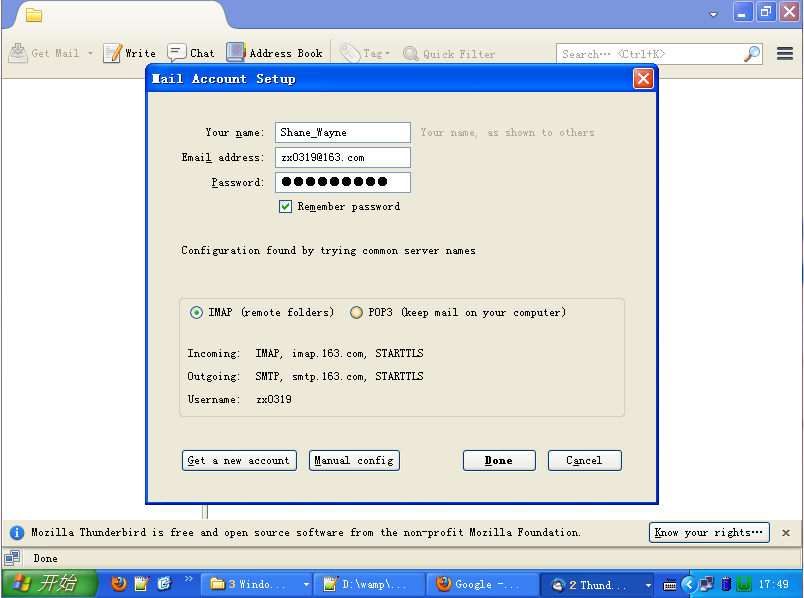 Get Mail Write Chat Address Book Tag Quick Filter Search··· <Ctrl+K>
Mail Account Setup
Your name: Shane_Wayne Your name, as shown to others
Email address: zx0319@163.com
Password: ●●●●●●●●●
Remember password
Configuration found by trying common server names
IMAP (remote folders) POP3 (keep mail on your computer)
Incoming: IMAP, imap.163.com, STARTTLS
Outgoing: SMTP, smtp.163.com, STARTTLS
Username: zx0319
Get a new account Manual config Done Cancel
Mozilla Thunderbird is free and open source software from the non-profit Mozilla Foundation. Know your rights···
Done
开始 3 Windo... D:\wamp\... Google -... 2 Thund... 17:49